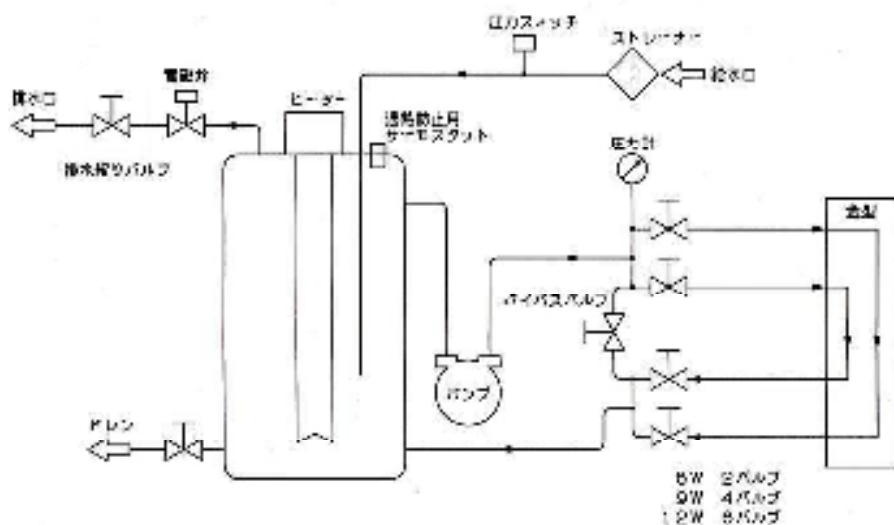 圧力スイッチ
ストレーナー
給水口
電磁弁
排水口
ヒーター
過熱防止用
サーモスタット
排水絞りバルブ
圧力計
金型
バイパスバルブ
ポンプ
ドレン
6W 2バルブ
9W 4バルブ
12W 6バルブ